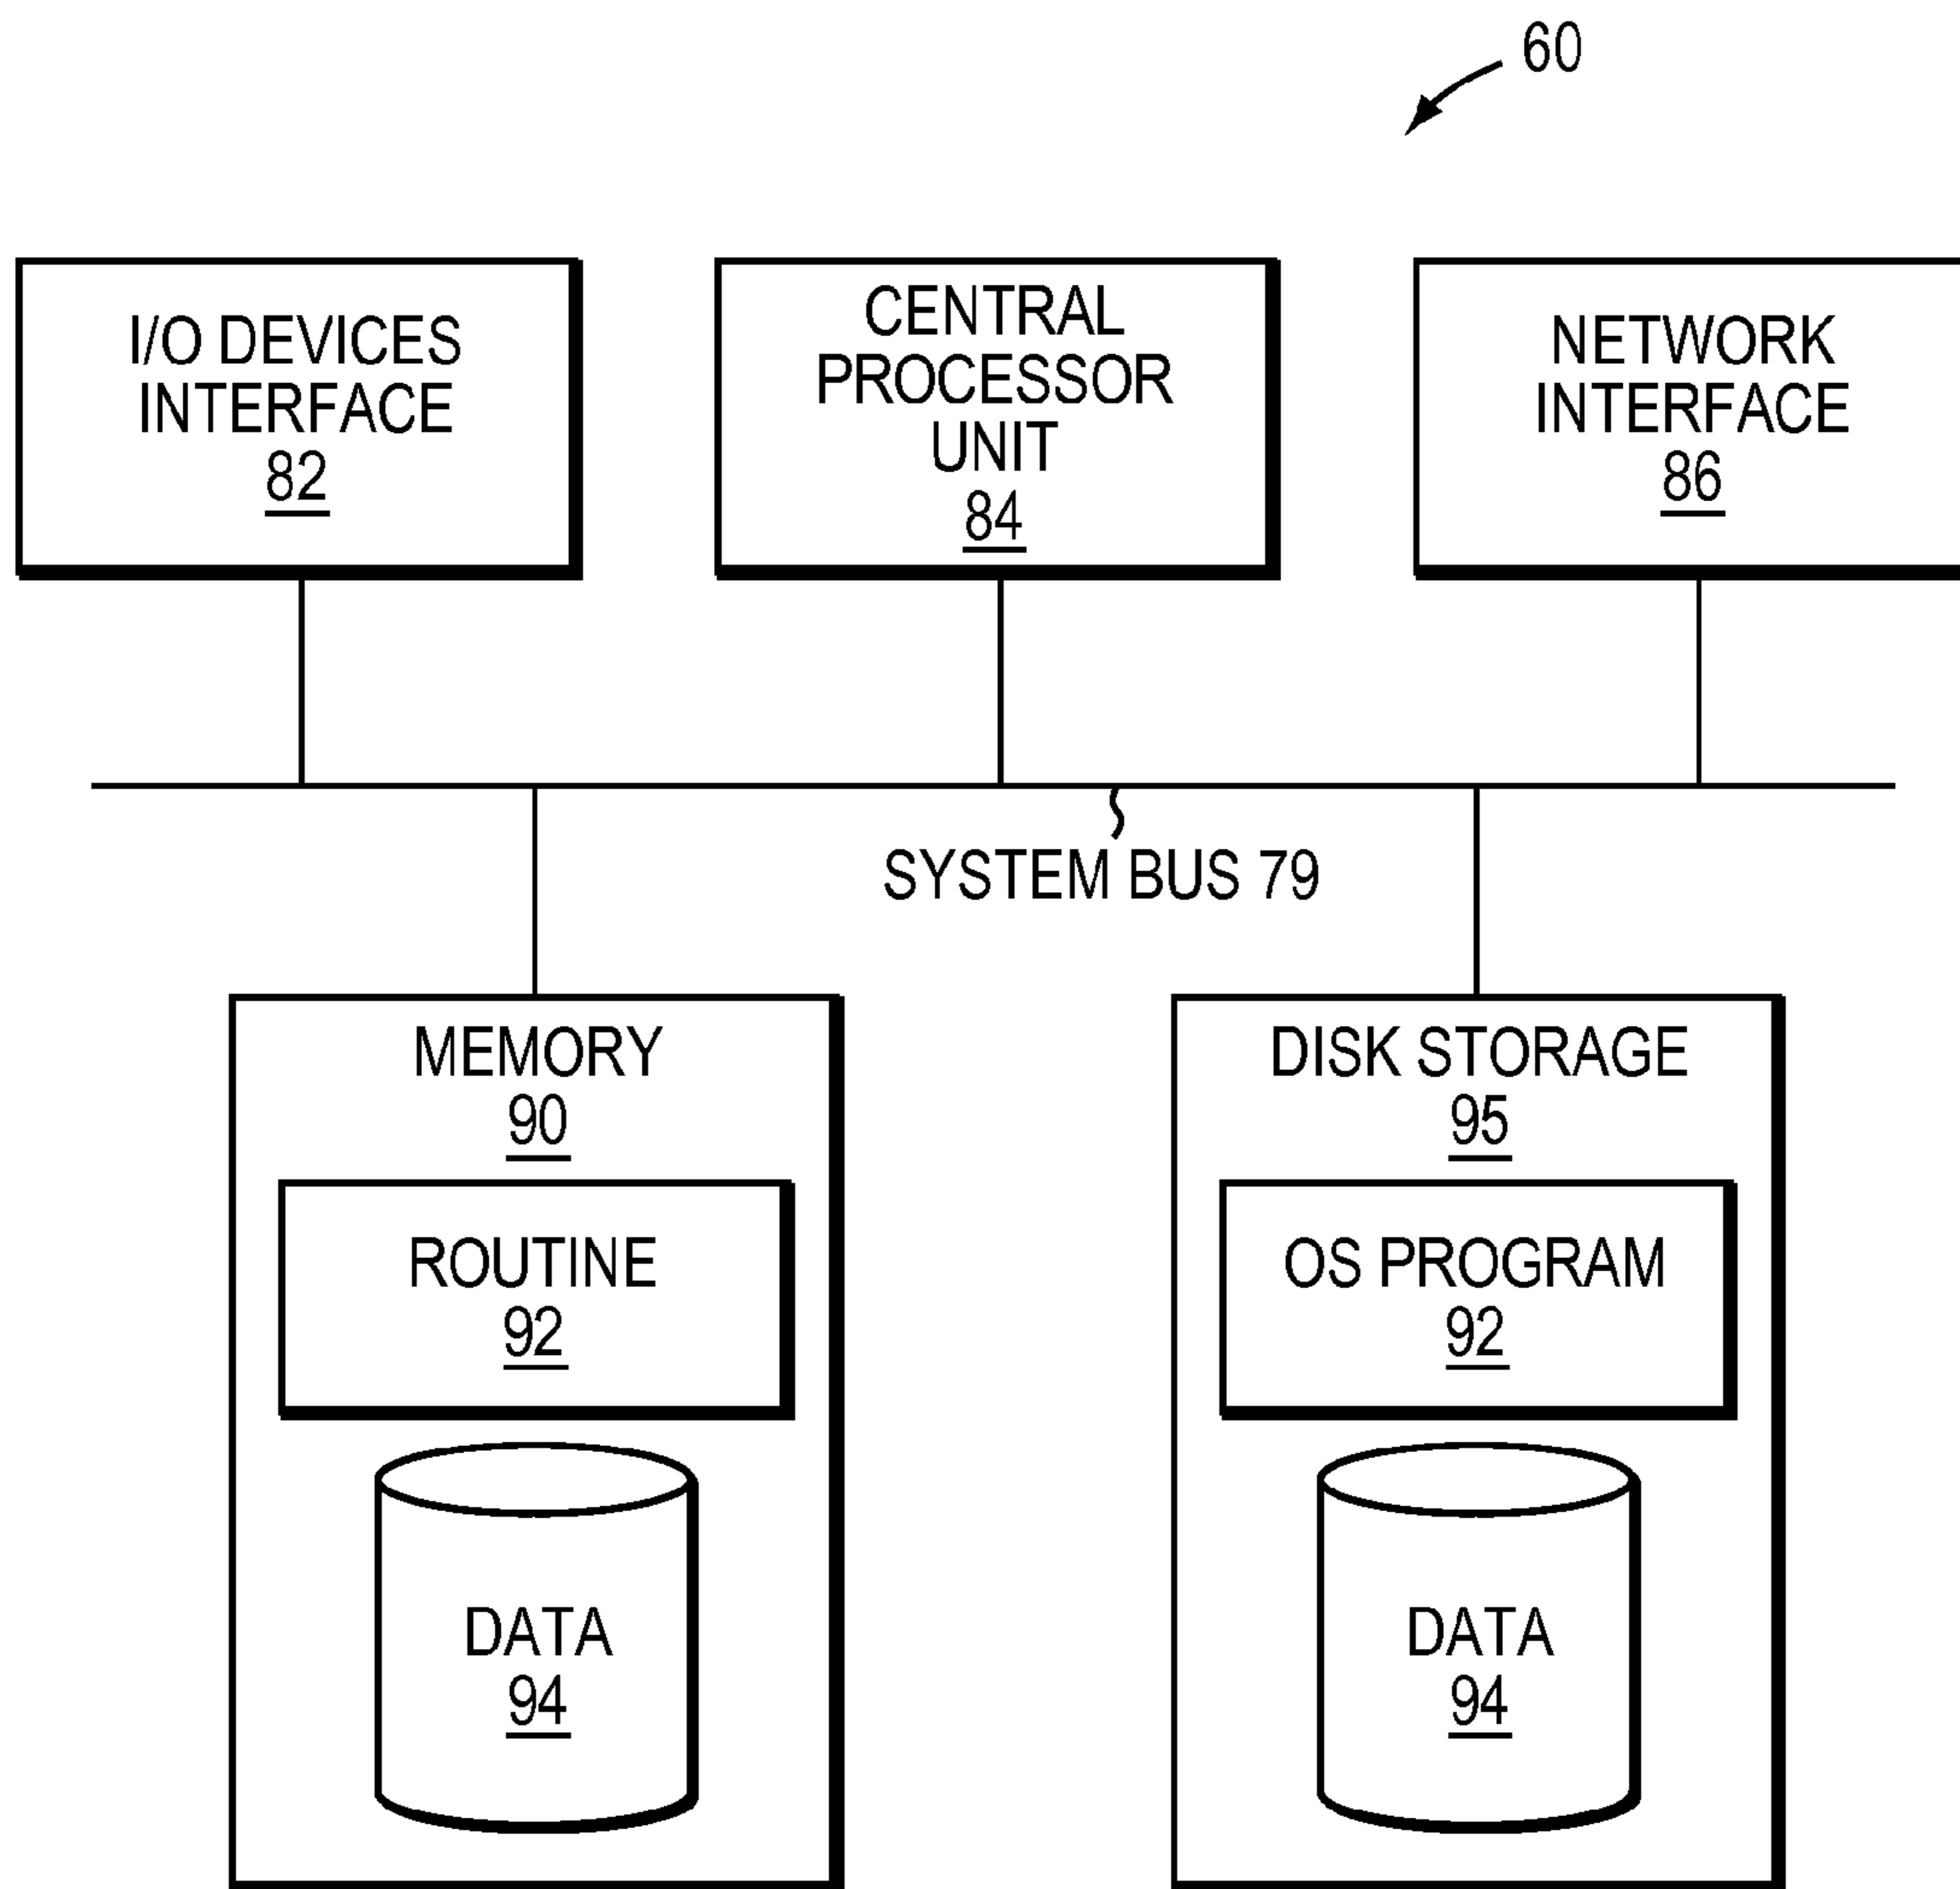 60
I/O DEVICES
INTERFACE
82
CENTRAL
PROCESSOR
UNIT
84
NETWORK
INTERFACE
86
SYSTEM BUS 79
MEMORY
90
ROUTINE
92
DATA
94
DISK STORAGE
95
OS PROGRAM
92
DATA
94